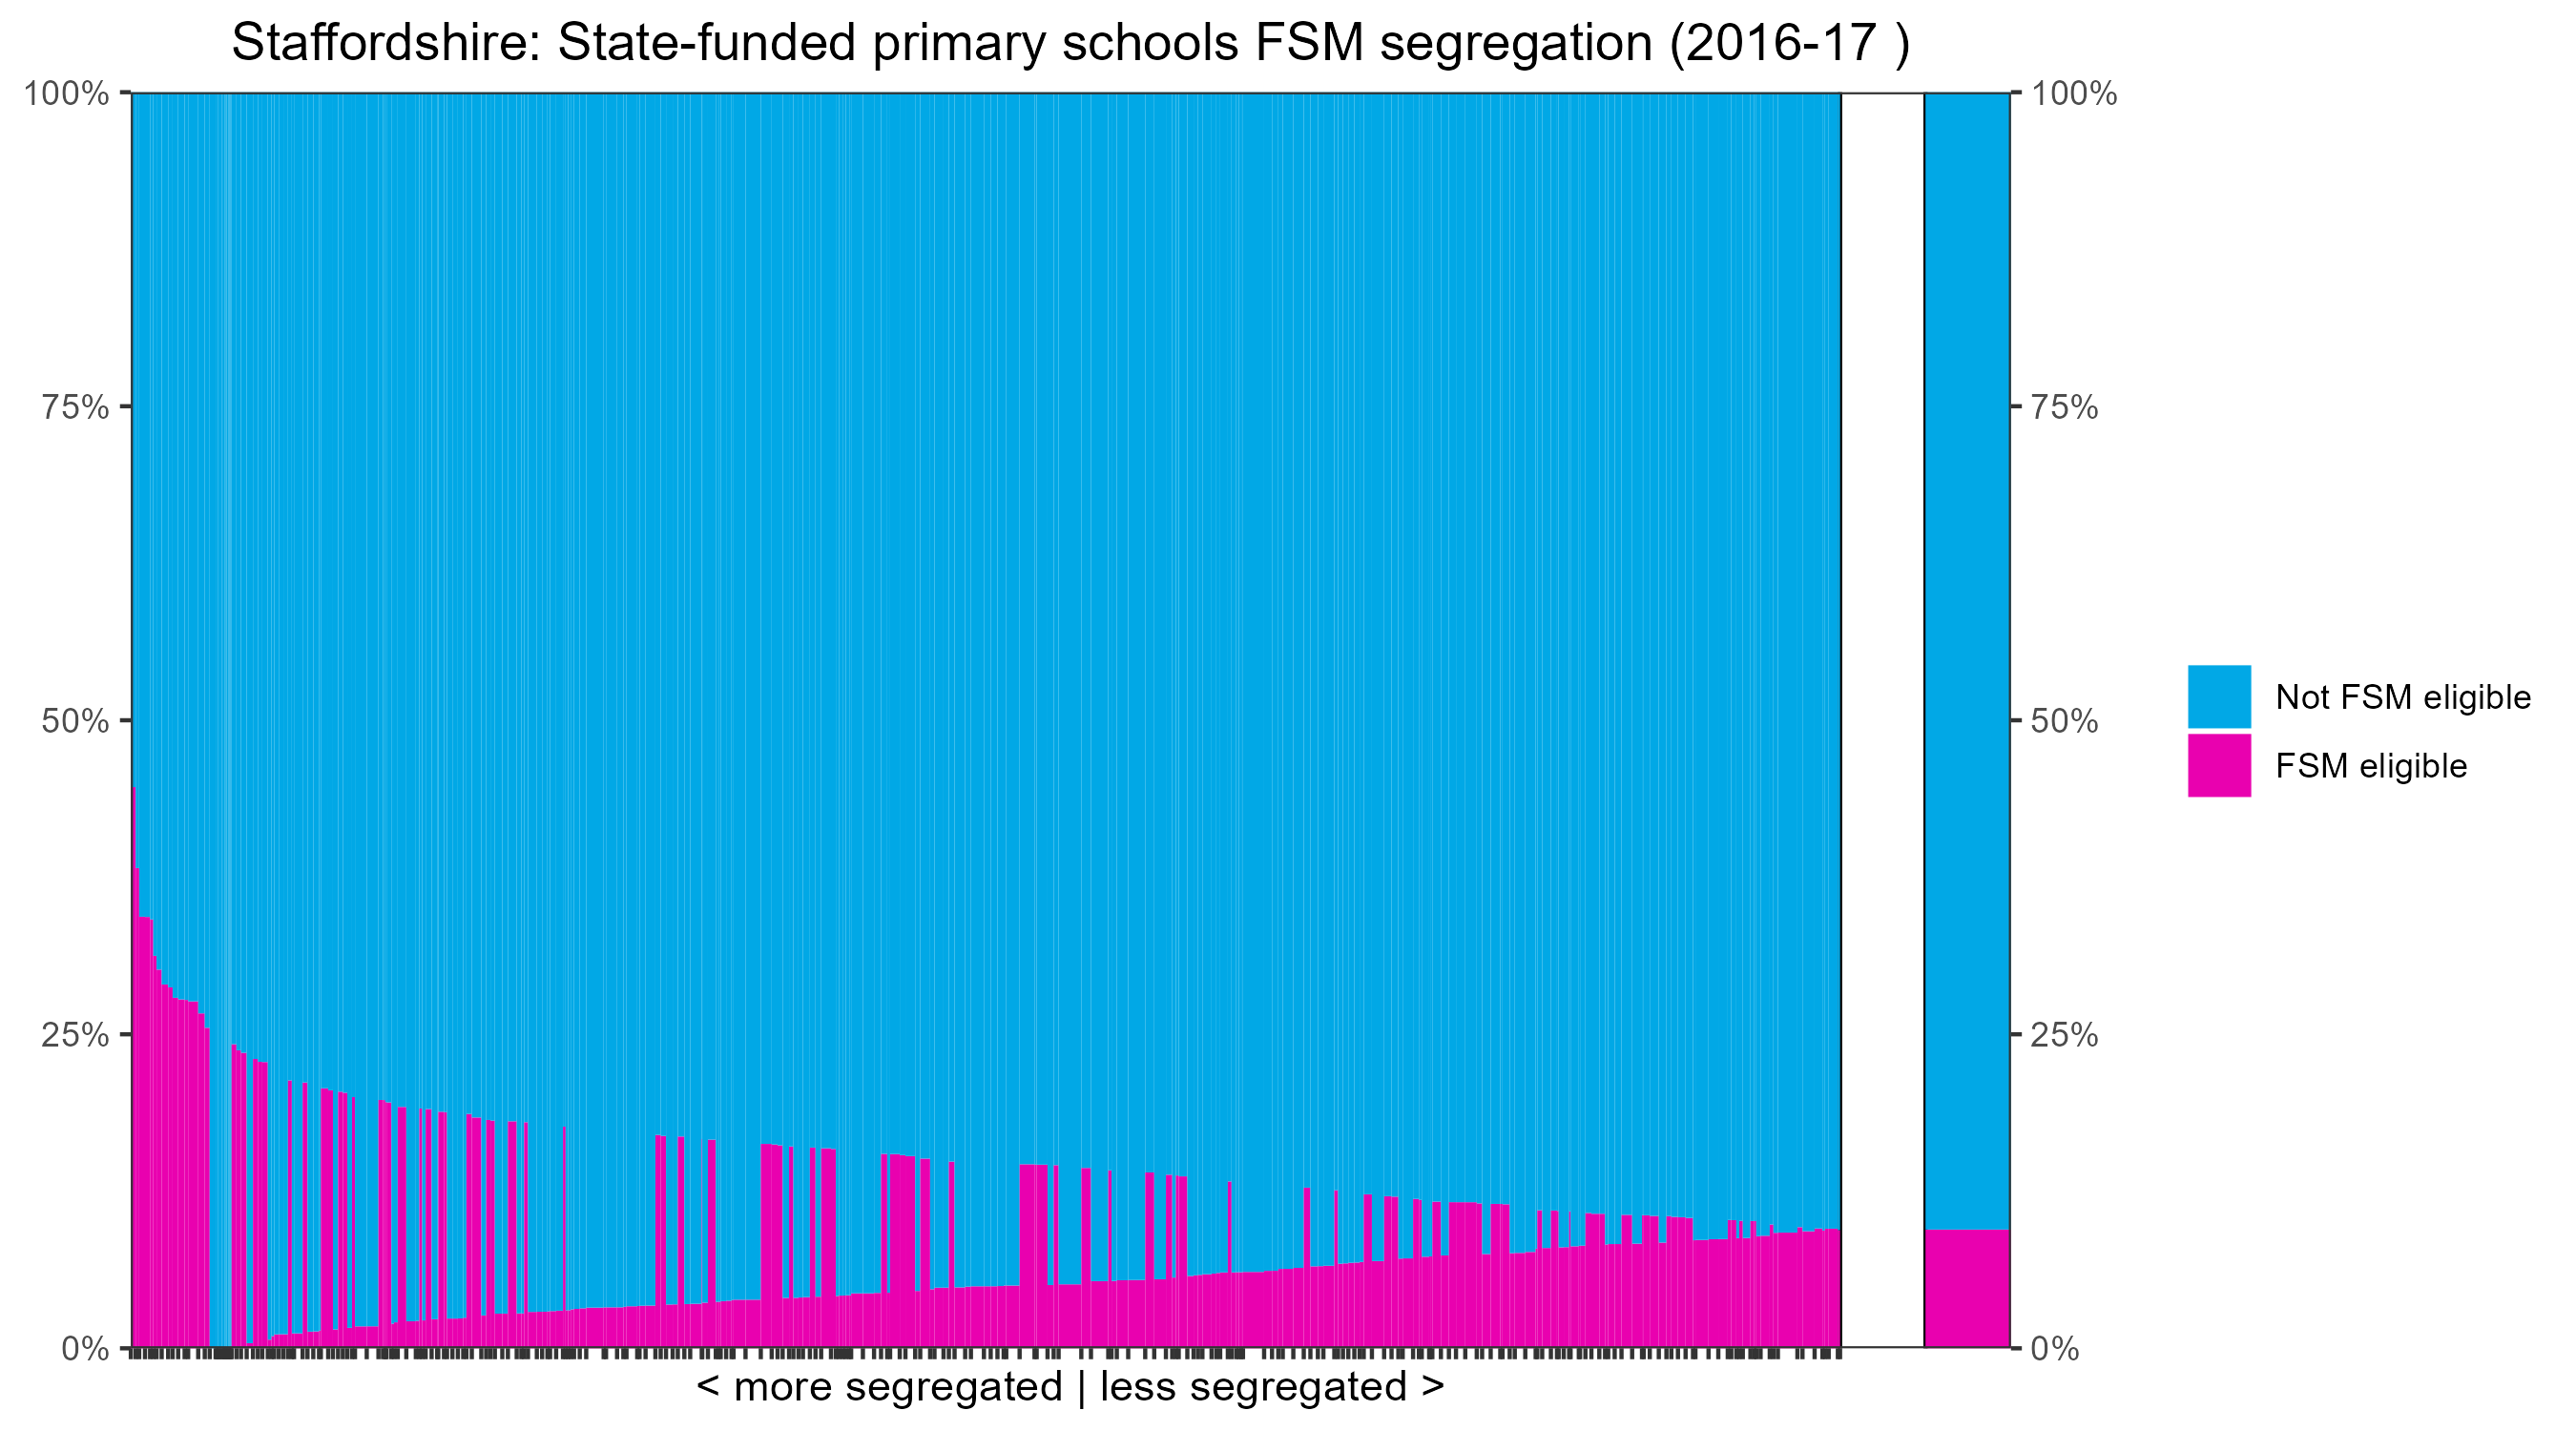 Staffordshire: State-funded primary schools FSM segregation (2016-17 )
100%
75%
50%
25%
0%
100%
75%
50%
25%
0%
Not FSM eligible
FSM eligible
< more segregated | less segregated >